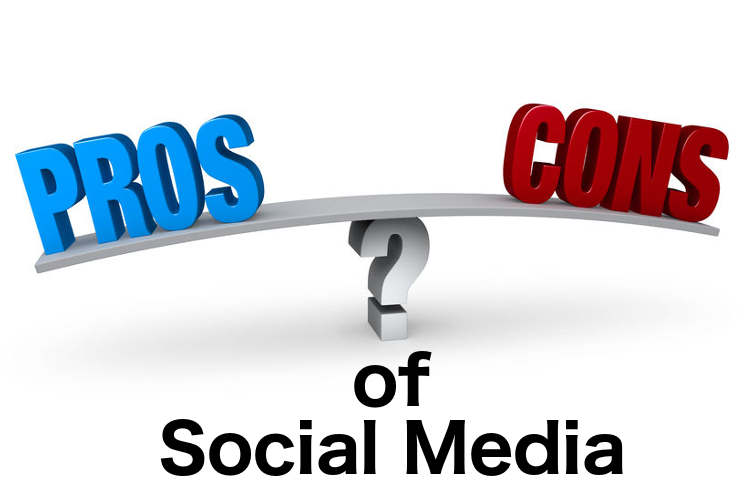 PROS CONS
?
of
Social Media